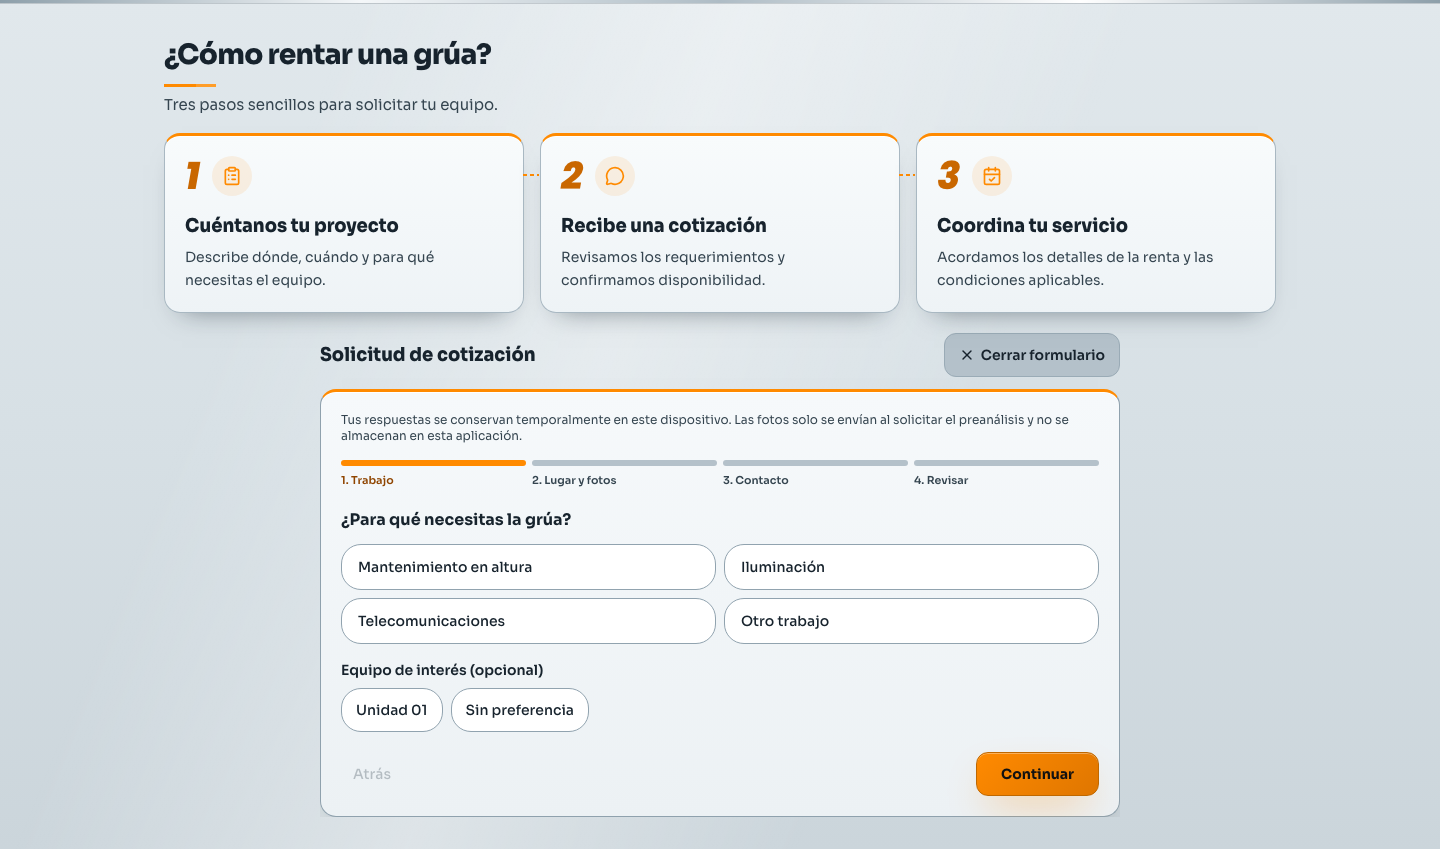 ¿Cómo rentar una grúa?
Tres pasos sencillos para solicitar tu equipo.
1
Cuéntanos tu proyecto
Describe dónde, cuándo y para qué
necesitas el equipo.
2
Recibe una cotización
Revisamos los requerimientos y
confirmamos disponibilidad.
3
Coordina tu servicio
Acordamos los detalles de la renta y las
condiciones aplicables.
Solicitud de cotización
Cerrar formulario
Tus respuestas se conservan temporalmente en este dispositivo. Las fotos solo se envían al solicitar el preanálisis y no se
almacenan en esta aplicación.
1. Trabajo
2. Lugar y fotos
3. Contacto
4. Revisar
¿Para qué necesitas la grúa?
Mantenimiento en altura
Iluminación
Telecomunicaciones
Otro trabajo
Equipo de interés (opcional)
Unidad 01
Sin preferencia
Atrás
Continuar